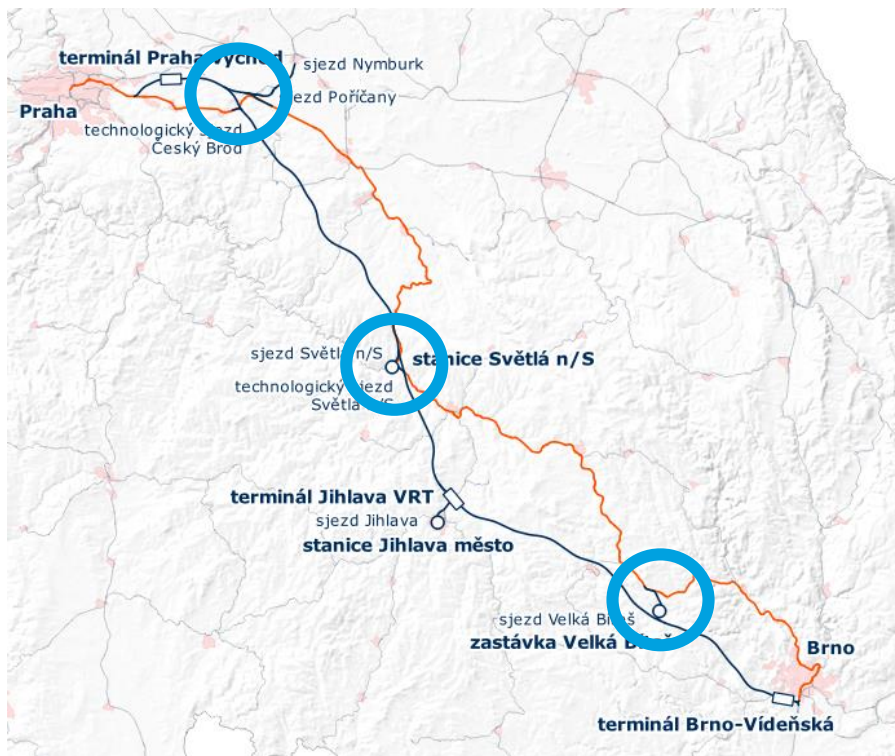 terminál Praha východ
sjezd Nymburk
sjezd Poříčany
Praha
technologický sjezd
Český Brod
sjezd Světlá n/S
stanice Světlá n/S
technologický sjezd
Světlá n/S
terminál Jihlava VRT
sjezd Jihlava
stanice Jihlava město
sjezd Velká Bíteš
zastávka Velká Bíteš
Brno
terminál Brno-Vídeňská